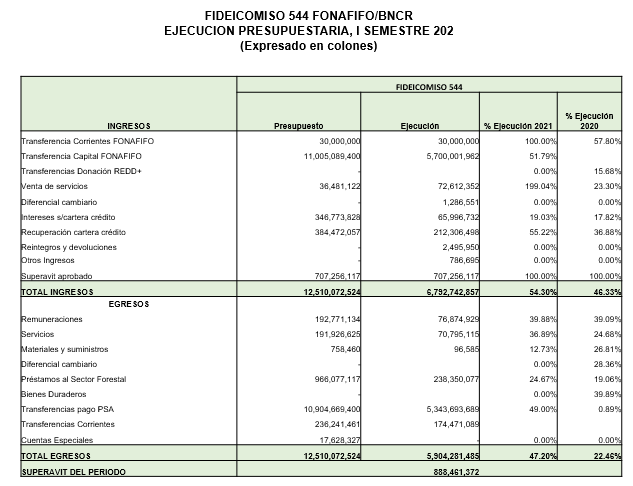 FIDEICOMISO 544 FONAFIFO/BNCR
EJECUCION PRESUPUESTARIA, I SEMESTRE 202
(Expresado en colones)
FIDEICOMISO 544
INGRESOS Presupuesto Ejecución % Ejecución 2021 % Ejecución 2020
Transferencia Corrientes FONAFIFO 30,000,000 30,000,000 100.00% 57.80%
Transferencia Capital FONAFIFO 11,005,089,400 5,700,001,962 51.79%
Transferencias Donación REDD+ - 0.00% 15.68%
Venta de servicios 36,481,122 72,612,352 199.04% 23.30%
Diferencial cambiario - 1,286,551 0.00% 0.00%
Intereses s/cartera crédito 346,773,828 65,996,732 19.03% 17.82%
Recuperación cartera crédito 384,472,057 212,306,498 55.22% 36.88%
Reintegros y devoluciones - 2,495,950 0.00% 0.00%
Otros Ingresos - 786,695 0.00% 0.00%
Superavit aprobado 707,256,117 707,256,117 100.00% 100.00%
TOTAL INGRESOS 12,510,072,524 6,792,742,857 54.30% 46.33%
EGRESOS
Remuneraciones 192,771,134 76,874,929 39.88% 39.09%
Servicios 191,926,625 70,795,115 36.89% 24.68%
Materiales y suministros 758,460 96,585 12.73% 26.81%
Diferencial cambiario - 0.00% 28.36%
Préstamos al Sector Forestal 966,077,117 238,350,077 24.67% 19.06%
Bienes Duraderos - 0.00% 39.89%
Transferencias pago PSA 10,904,669,400 5,343,693,689 49.00% 0.89%
Transferencias Corrientes 236,241,461 174,471,089
Cuentas Especiales 17,628,327 - 0.00% 0.00%
TOTAL EGRESOS 12,510,072,524 5,904,281,485 47.20% 22.46%
SUPERAVIT DEL PERIODO 888,461,372